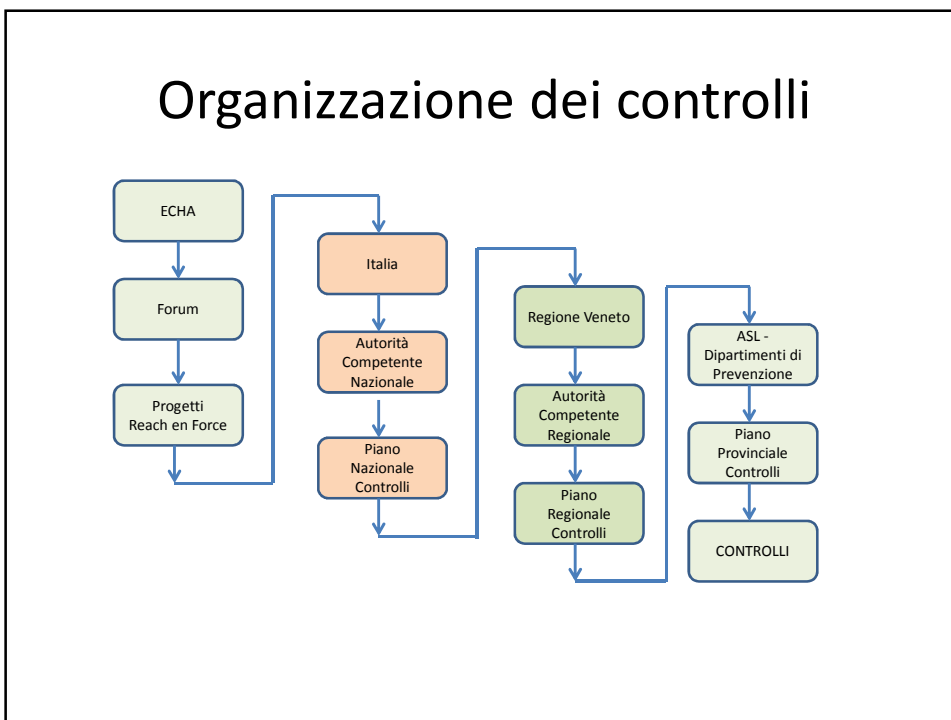 Organizzazione dei controlli
ECHA
Forum
Progetti
Reach en Force
Italia
Autorità
Competente
Nazionale
Piano
Nazionale
Controlli
Regione Veneto
Autorità
Competente
Regionale
Piano
Regionale
Controlli
ASL -
Dipartimenti di
Prevenzione
Piano
Provinciale
Controlli
CONTROLLI